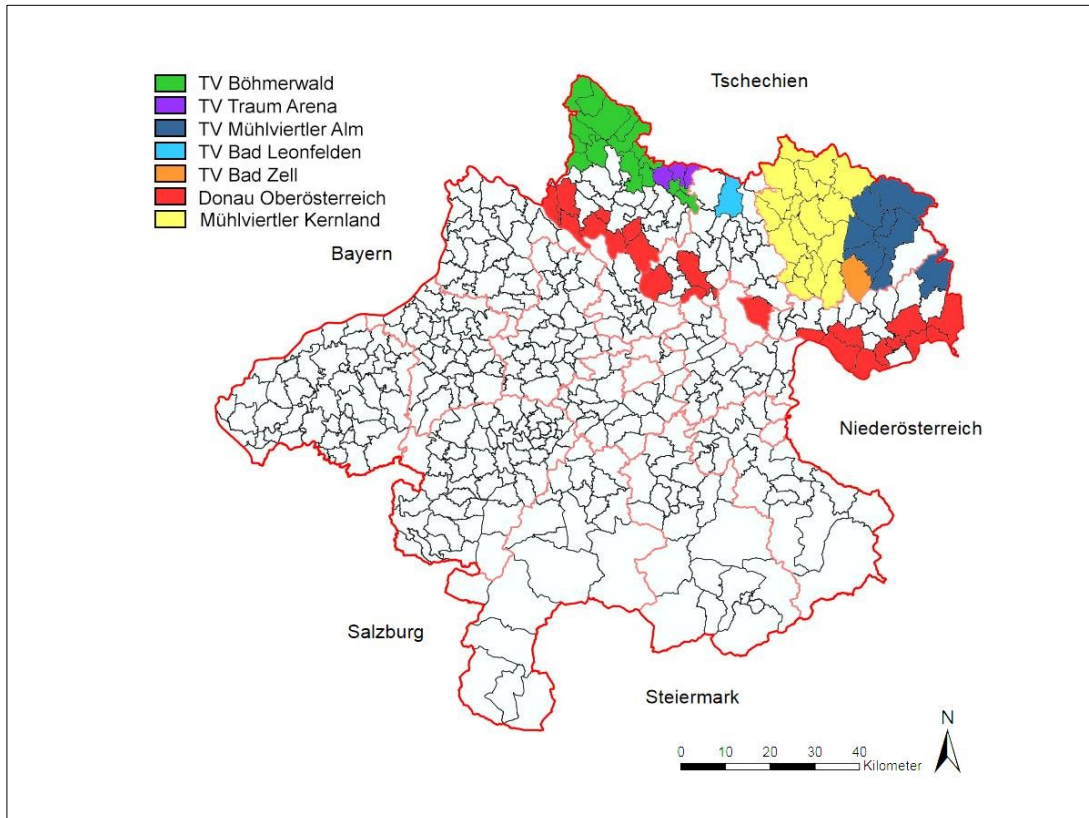 TV Böhmerwald
TV Traum Arena
TV Mühlviertler Alm
TV Bad Leonfelden
TV Bad Zell
Donau Oberösterreich
Mühlviertler Kernland
Tschechien
Bayern
Niederösterreich
Salzburg
Steiermark
N
0 10 20 30 40
Kilometer